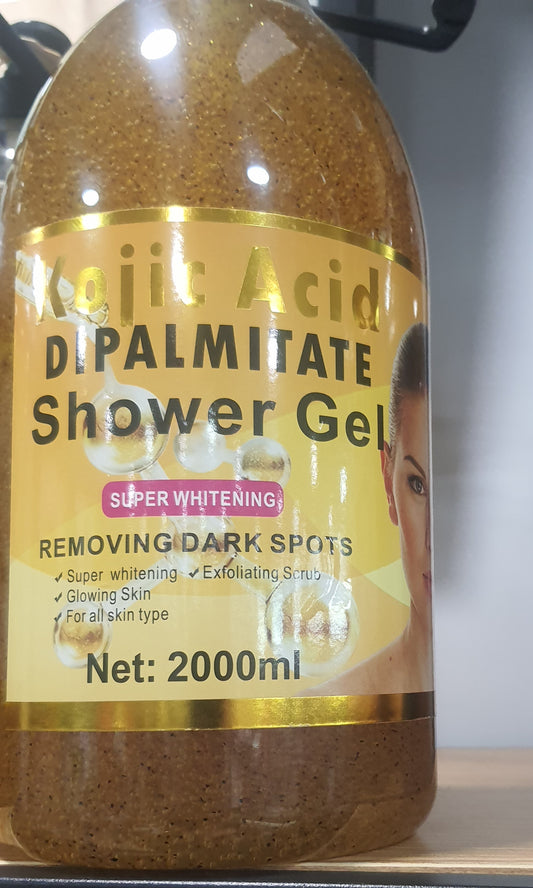 Kojic Acid
DIPALMITATE
Shower Gel
SUPER WHITENING
REMOVING DARK SPOTS
✓ Super whitening ✓ Exfoliating Scrub
✓ Glowing Skin
✓ For all skin type
Net: 2000ml